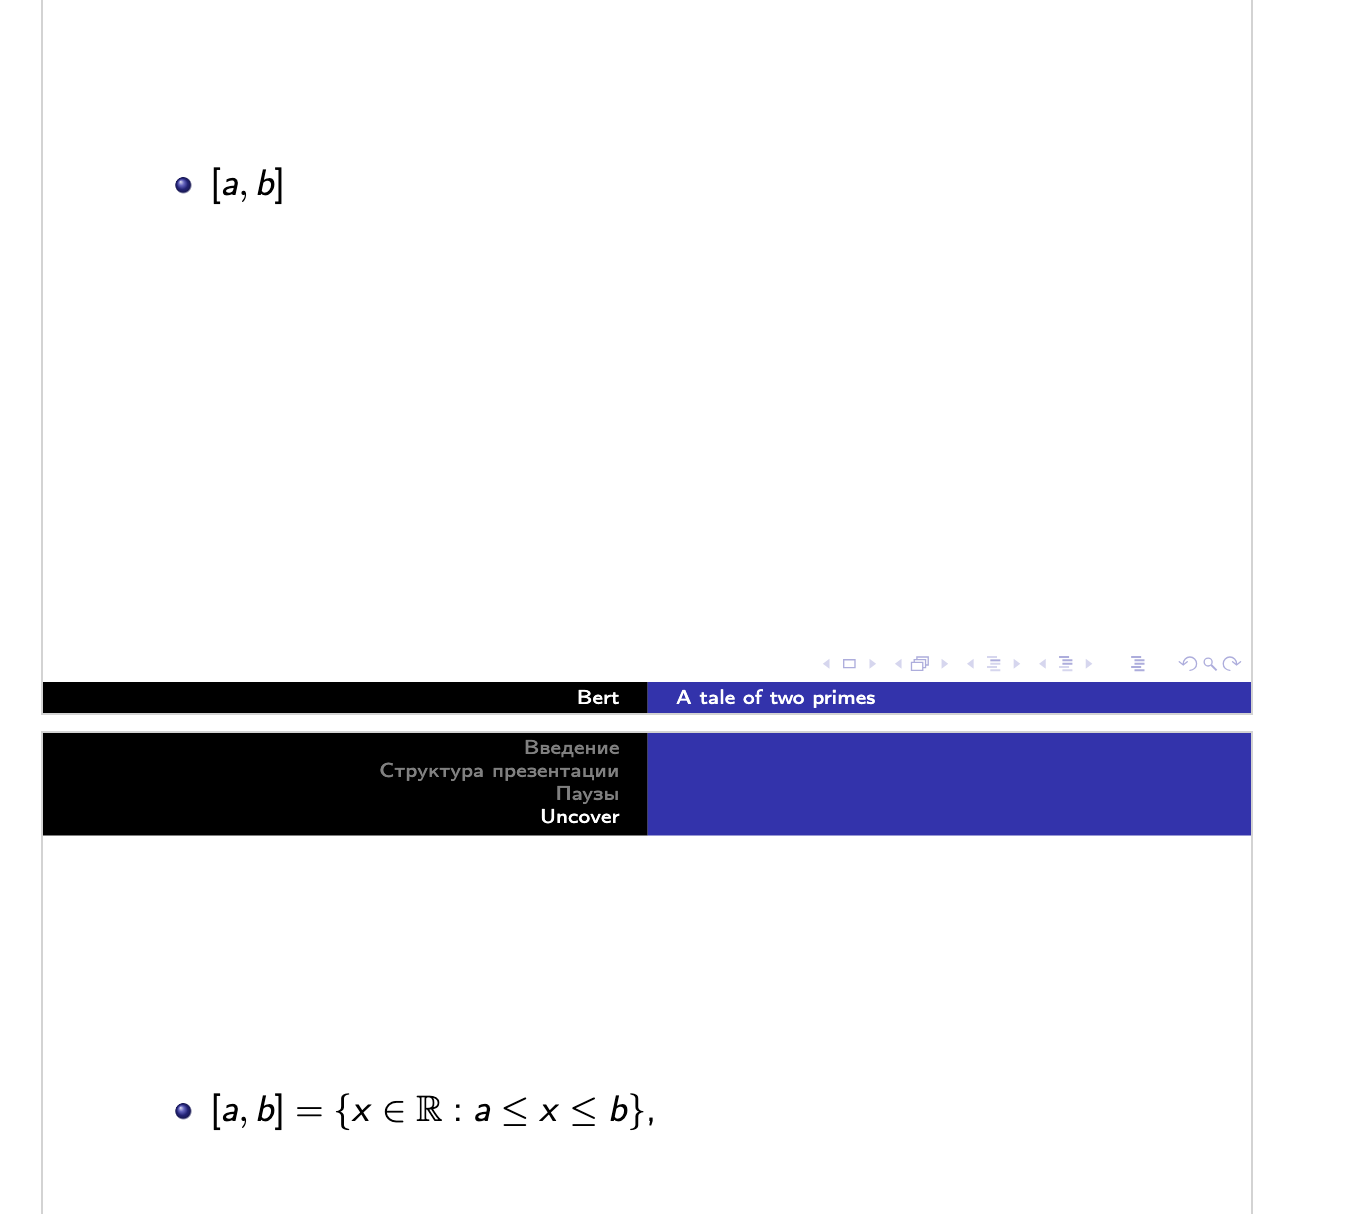 [a, b]
Bert A tale of two primes
Введение
Структура презентации
Паузы
Uncover
[a, b] = {x ∈ ℝ : a ≤ x ≤ b},